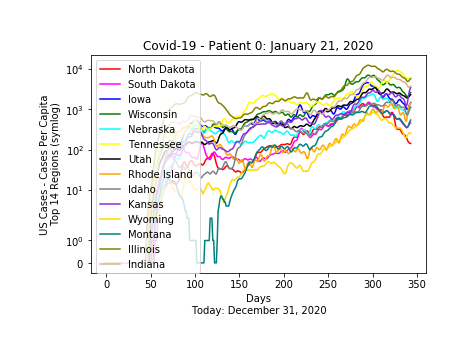 Covid-19 - Patient 0: January 21, 2020
US Cases - Cases Per Capita
Top 14 Regions (symlog)
10^4
10^3
10^2
10^1
10^0
0
North Dakota
South Dakota
Iowa
Wisconsin
Nebraska
Tennessee
Utah
Rhode Island
Idaho
Kansas
Wyoming
Montana
Illinois
Indiana
0 50 100 150 200 250 300 350
Days
Today: December 31, 2020